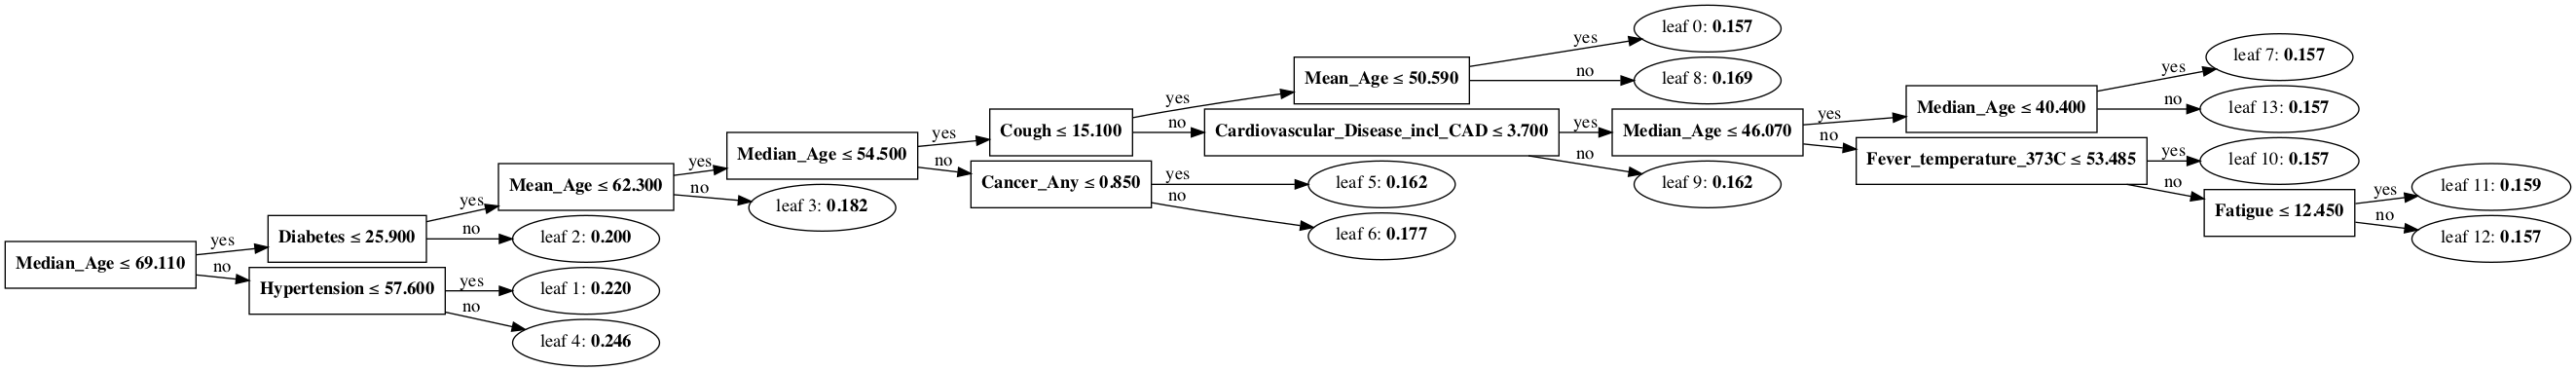 Median_Age ≤ 69.110
yes
no
Diabetes ≤ 25.900
yes
no
Hypertension ≤ 57.600
yes
no
Mean_Age ≤ 62.300
yes
no
leaf 2: 0.200
leaf 1: 0.220
leaf 4: 0.246
Median_Age ≤ 54.500
yes
no
leaf 3: 0.182
Cough ≤ 15.100
yes
no
Cancer_Any ≤ 0.850
yes
no
Mean_Age ≤ 50.590
yes
no
Cardiovascular_Disease_incl_CAD ≤ 3.700
yes
no
leaf 5: 0.162
leaf 6: 0.177
leaf 0: 0.157
leaf 8: 0.169
Median_Age ≤ 46.070
yes
no
leaf 9: 0.162
Median_Age ≤ 40.400
yes
no
Fever_temperature_373C ≤ 53.485
yes
no
leaf 7: 0.157
leaf 13: 0.157
leaf 10: 0.157
Fatigue ≤ 12.450
yes
no
leaf 11: 0.159
leaf 12: 0.157